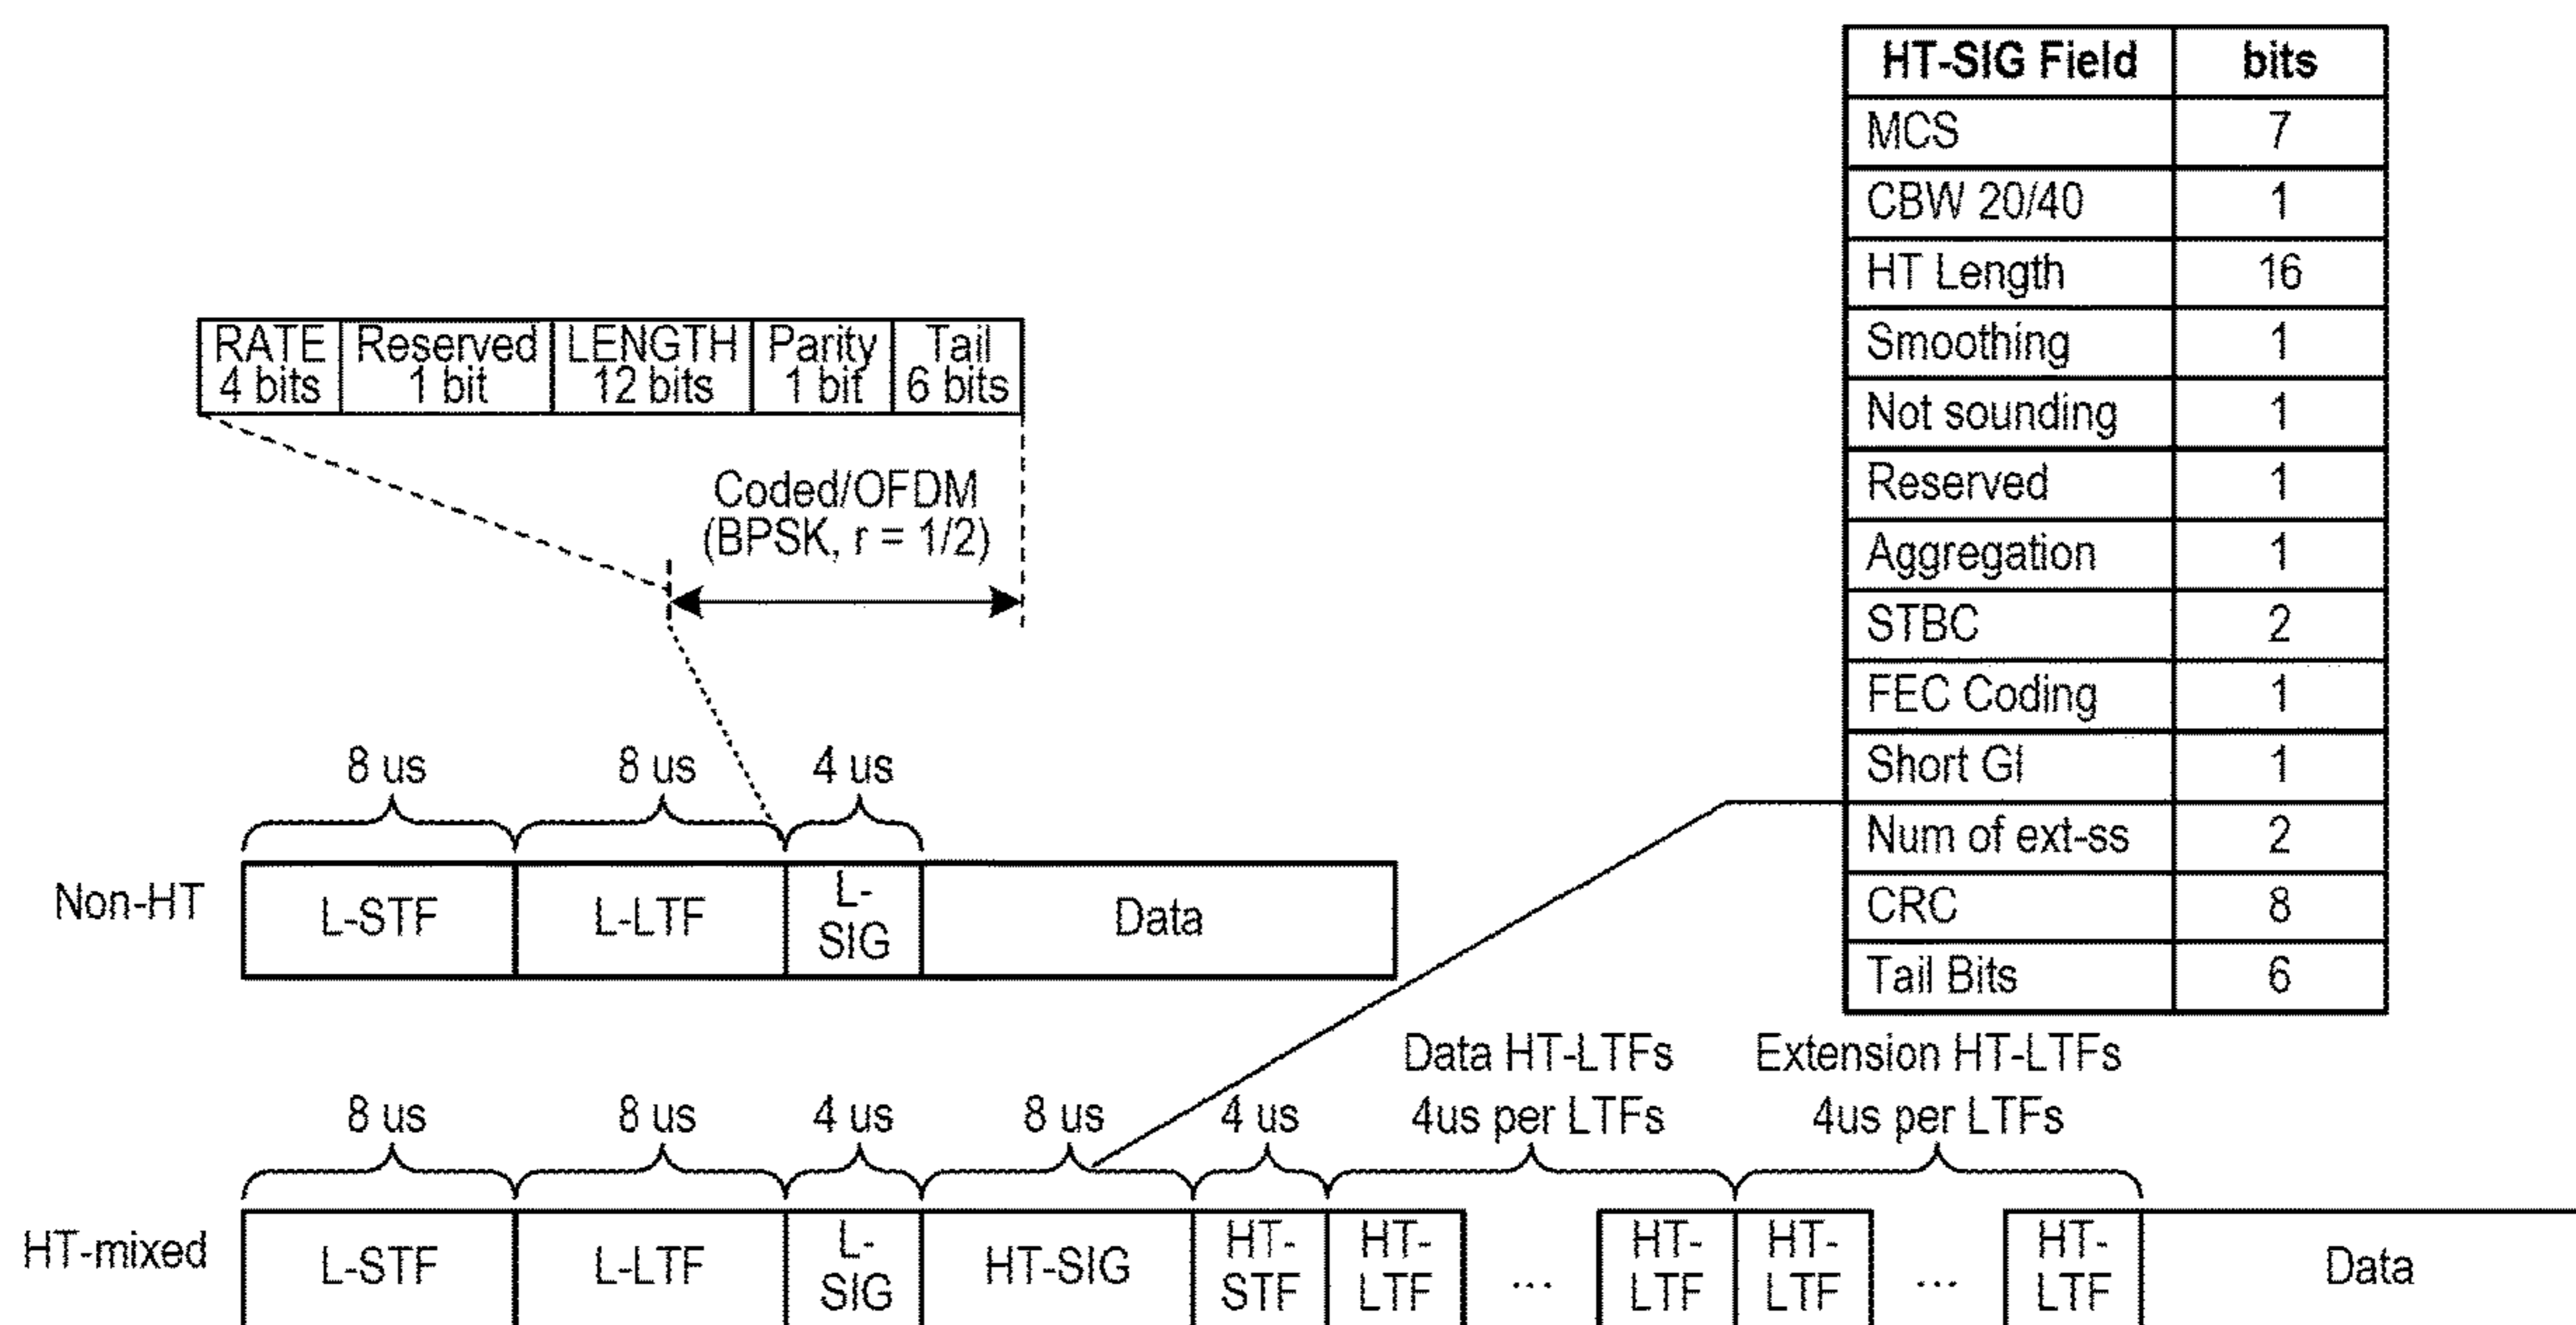 HT-SIG Field bits
MCS 7
CBW 20/40 1
HT Length 16
Smoothing 1
Not sounding 1
Reserved 1
Aggregation 1
STBC 2
FEC Coding 1
Short GI 1
Num of ext-ss 2
CRC 8
Tail Bits 6
RATE Reserved LENGTH Parity Tail
4 bits 1 bit 12 bits 1 bit 6 bits
Coded/OFDM
(BPSK, r = 1/2)
8 us 8 us 4 us
Non-HT L-STF L-LTF L-
SIG Data
Data HT-LTFs Extension HT-LTFs
8 us 8 us 4 us 8 us 4 us 4us per LTFs 4us per LTFs
HT-mixed L-STF L-LTF L- HT-SIG HT- HT- ... HT- HT- ... HT- Data
SIG STF LTF LTF LTF LTF